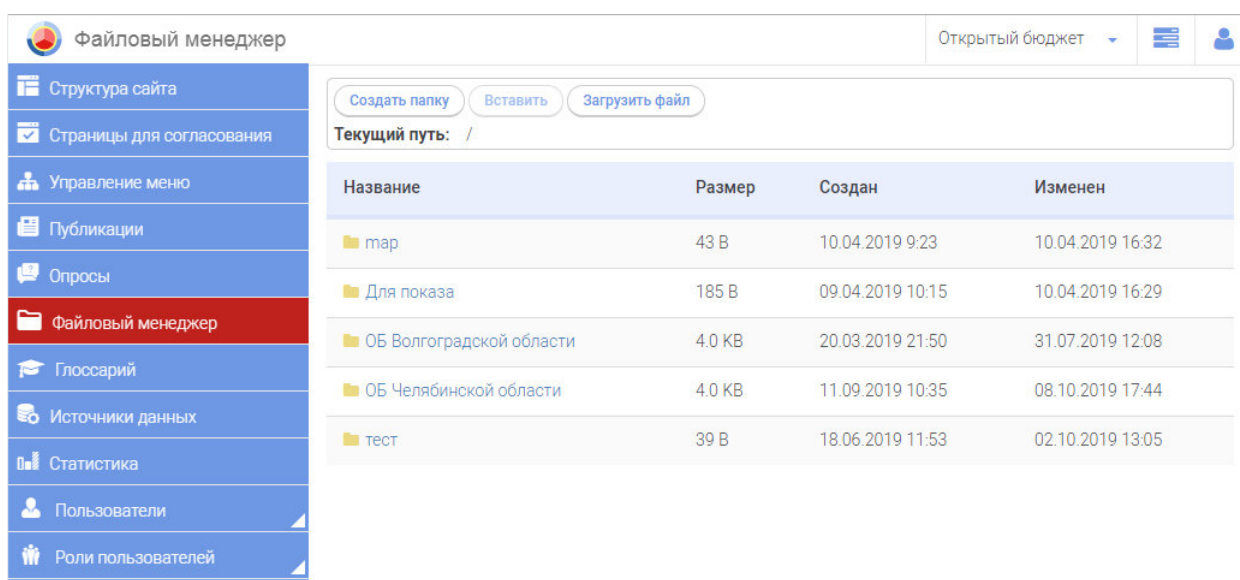 Файловый менеджер
Открытый бюджет
Структура сайта
Страницы для согласования
Управление меню
Публикации
Опросы
Файловый менеджер
Глоссарий
Источники данных
Статистика
Пользователи
Роли пользователей
Создать папку Вставить Загрузить файл
Текущий путь: /
Название Размер Создан Изменен
map 43 B 10.04.2019 9:23 10.04.2019 16:32
Для показа 185 B 09.04.2019 10:15 10.04.2019 16:29
ОБ Волгоградской области 4.0 KB 20.03.2019 21:50 31.07.2019 12:08
ОБ Челябинской области 4.0 KB 11.09.2019 10:35 08.10.2019 17:44
тест 39 B 18.06.2019 11:53 02.10.2019 13:05